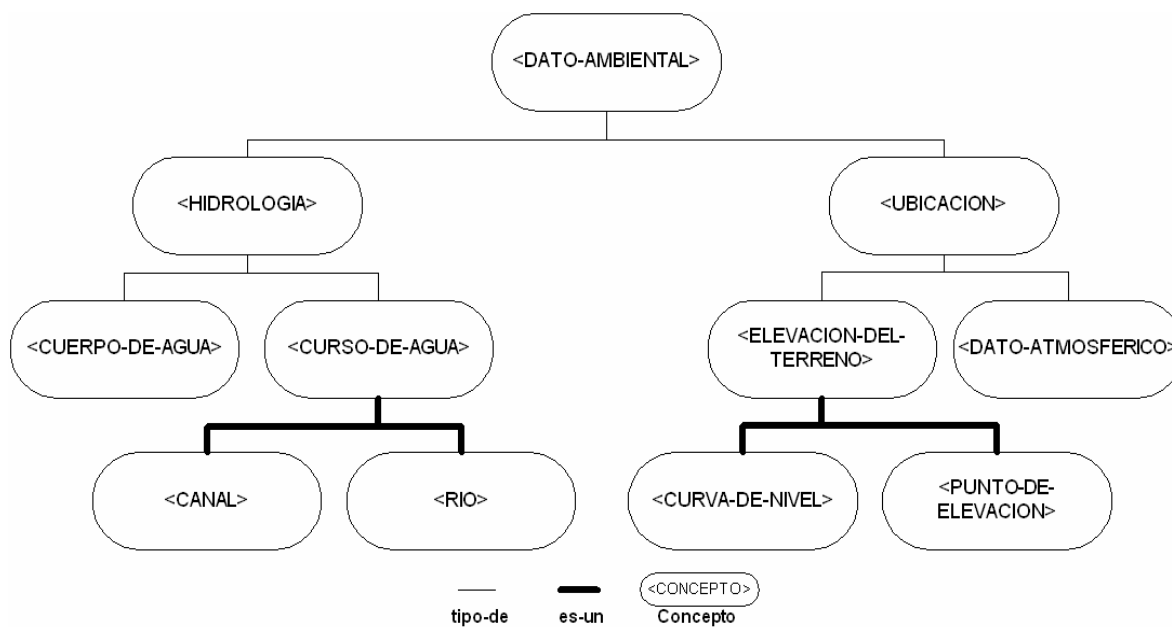 <DATO-AMBIENTAL>
<HIDROLOGIA>
<UBICACION>
<CUERPO-DE-AGUA>
<CURSO-DE-AGUA>
<ELEVACION-DEL-
TERRENO>
<DATO-ATMOSFERICO>
<CANAL>
<RIO>
<CURVA-DE-NIVEL>
<PUNTO-DE-
ELEVACION>
<CONCEPTO>
tipo-de
es-un
Concepto